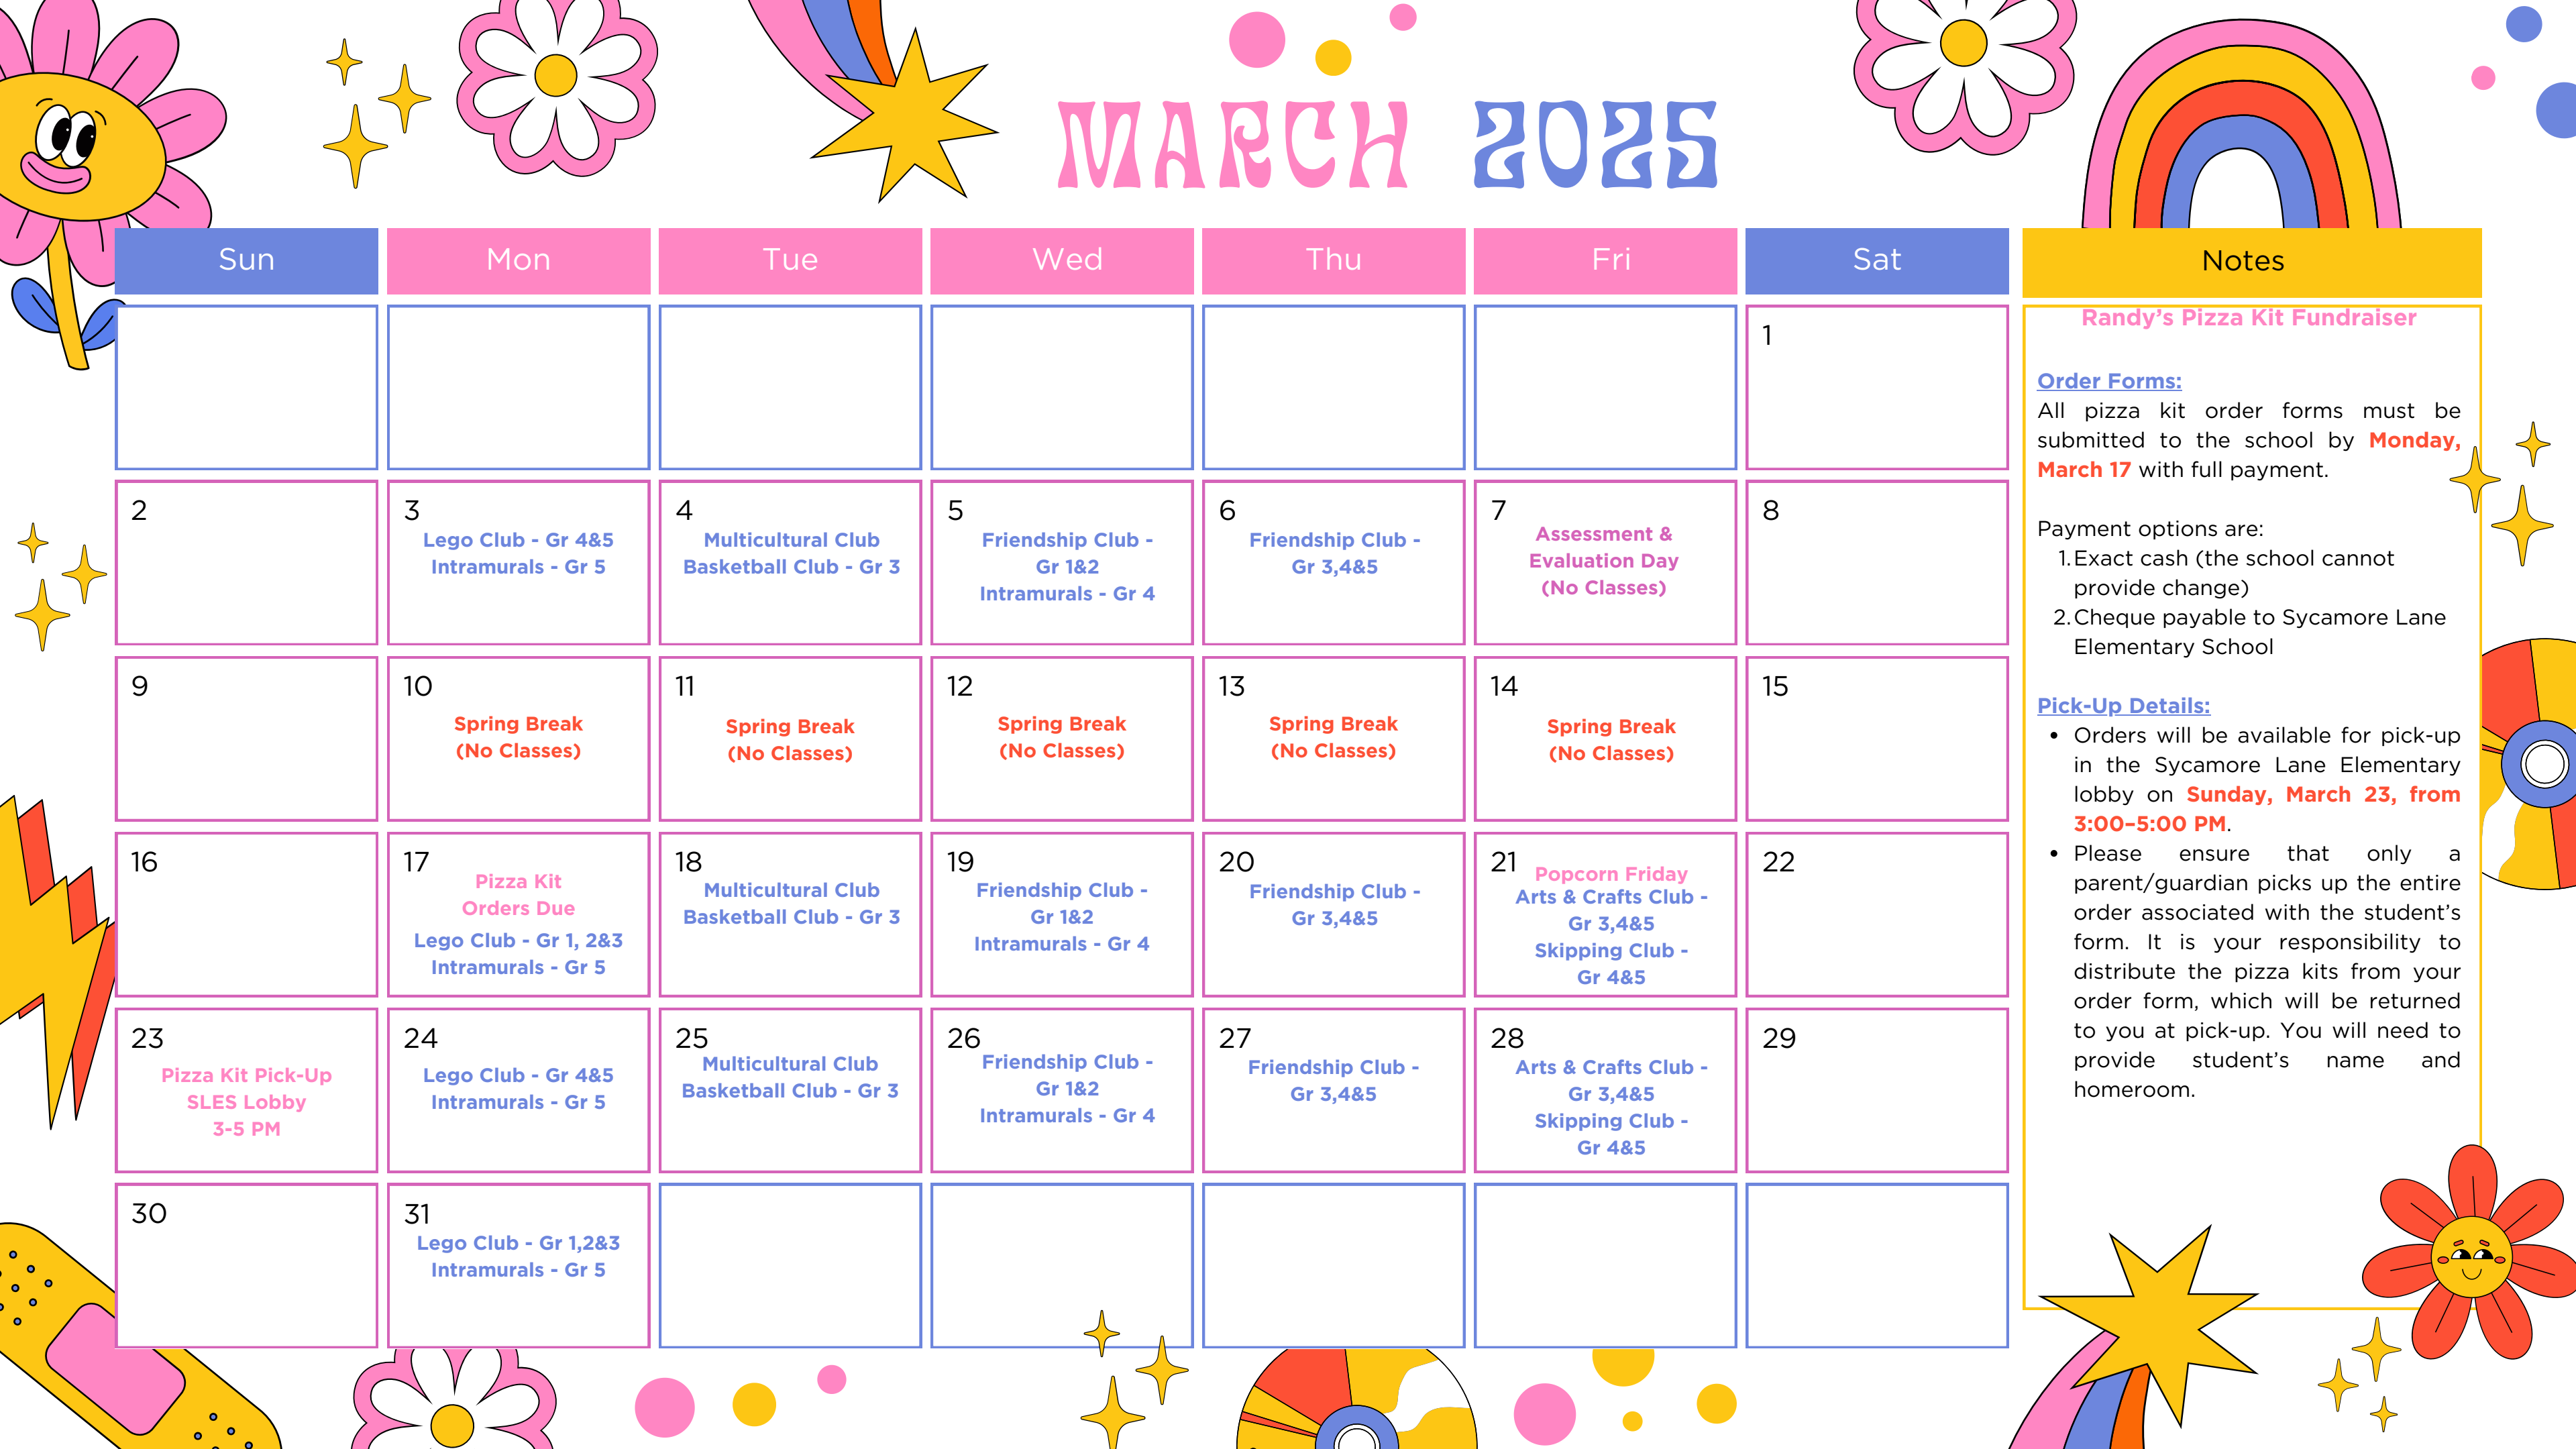 MARCH 2025
Sun
Mon
Tue
Wed
Thu
Fri
Sat
Notes
1
2
3
Lego Club - Gr 4&5
Intramurals - Gr 5
4
Multicultural Club
Basketball Club - Gr 3
5
Friendship Club -
Gr 1&2
Intramurals - Gr 4
6
Friendship Club -
Gr 3,4&5
7
Assessment &
Evaluation Day
(No Classes)
8
9
10
Spring Break
(No Classes)
11
Spring Break
(No Classes)
12
Spring Break
(No Classes)
13
Spring Break
(No Classes)
14
Spring Break
(No Classes)
15
16
17
Pizza Kit
Orders Due
Lego Club - Gr 1, 2&3
Intramurals - Gr 5
18
Multicultural Club
Basketball Club - Gr 3
19
Friendship Club -
Gr 1&2
Intramurals - Gr 4
20
Friendship Club -
Gr 3,4&5
21
Popcorn Friday
Arts & Crafts Club -
Gr 3,4&5
Skipping Club -
Gr 4&5
22
23
Pizza Kit Pick-Up
SLES Lobby
3-5 PM
24
Lego Club - Gr 4&5
Intramurals - Gr 5
25
Multicultural Club
Basketball Club - Gr 3
26
Friendship Club -
Gr 1&2
Intramurals - Gr 4
27
Friendship Club -
Gr 3,4&5
28
Arts & Crafts Club -
Gr 3,4&5
Skipping Club -
Gr 4&5
29
30
31
Lego Club - Gr 1,2&3
Intramurals - Gr 5
Randy's Pizza Kit Fundraiser
Order Forms:
All pizza kit order forms must be
submitted to the school by Monday,
March 17 with full payment.
Payment options are:
1. Exact cash (the school cannot
provide change)
2. Cheque payable to Sycamore Lane
Elementary School
Pick-Up Details:
• Orders will be available for pick-up
in the Sycamore Lane Elementary
lobby on Sunday, March 23, from
3:00–5:00 PM.
• Please ensure that only a
parent/guardian picks up the entire
order associated with the student's
form. It is your responsibility to
distribute the pizza kits from your
order form, which will be returned
to you at pick-up. You will need to
provide student's name and
homeroom.